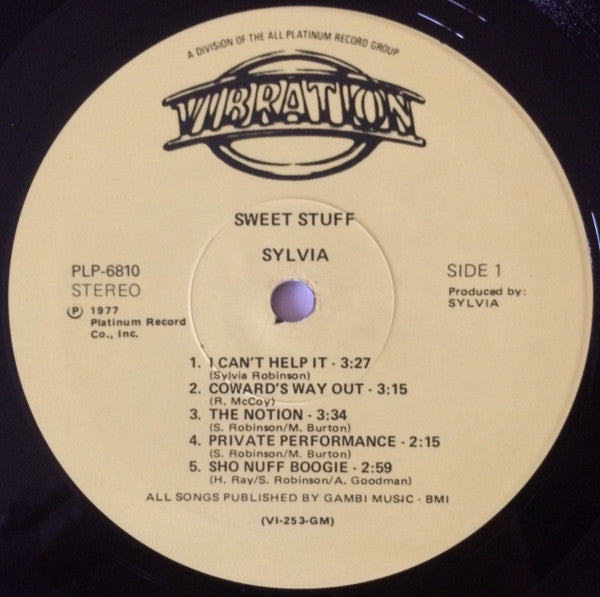 A DIVISION OF THE ALL PLATINUM RECORD GROUP
VIBRATION
SWEET STUFF
SYLVIA
PLP-6810
STEREO
Ⓟ 1977
Platinum Record
Co., Inc.
SIDE 1
Produced by:
SYLVIA
1. I CAN'T HELP IT - 3:27
(Sylvia Robinson)
2. COWARD'S WAY OUT - 3:15
(R. McCoy)
3. THE NOTION - 3:34
(S. Robinson/M. Burton)
4. PRIVATE PERFORMANCE - 2:15
(S. Robinson/M. Burton)
5. SHO NUFF BOOGIE - 2:59
(H. Ray/S. Robinson/A. Goodman)
ALL SONGS PUBLISHED BY GAMBI MUSIC - BMI
(VI-253-GM)